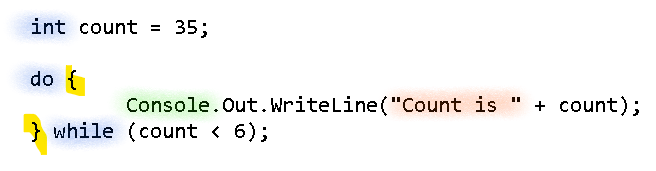 int count = 35;
do {
Console.Out.WriteLine("Count is " + count);
} while (count < 6);